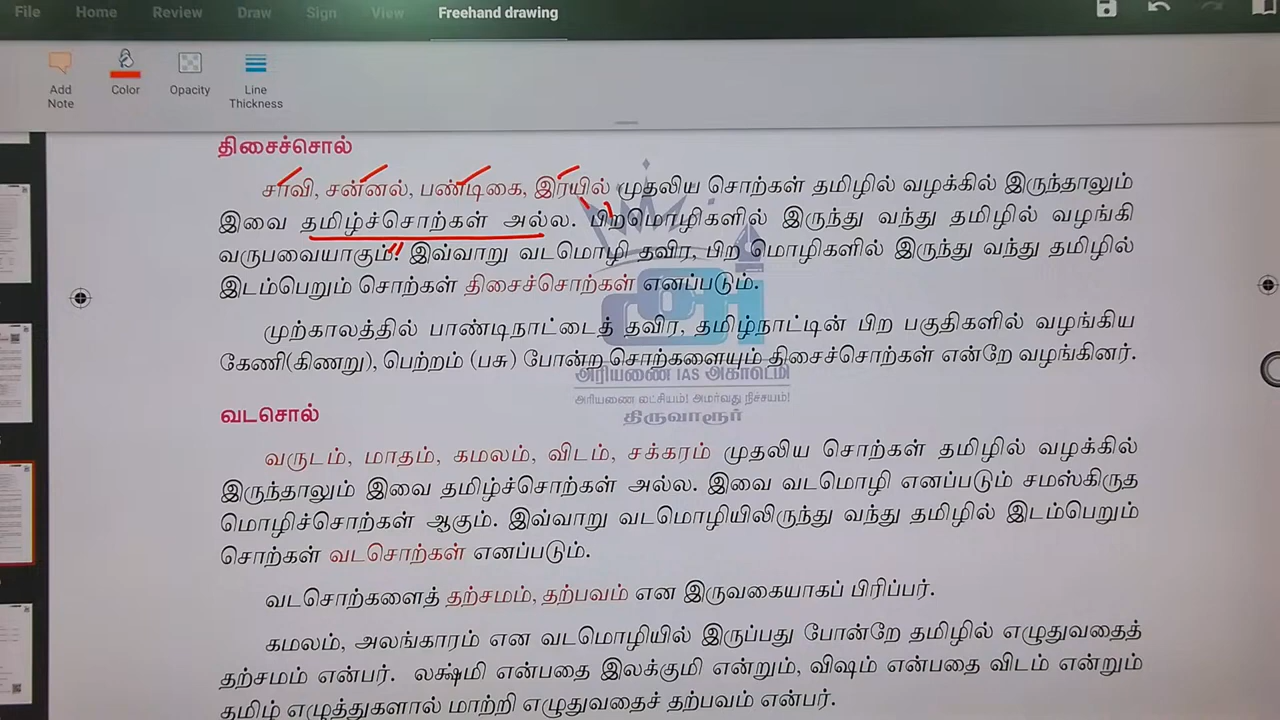 File Home Review Draw Sign View Freehand drawing
Add Note Color Opacity Line Thickness
திசைச்சொல்
சாவி, சன்னல், பண்டிகை, இரயில் முதலிய சொற்கள் தமிழில் வழக்கில் இருந்தாலும்
இவை தமிழ்ச்சொற்கள் அல்ல. பிறமொழிகளில் இருந்து வந்து தமிழில் வழங்கி
வருபவையாகும். இவ்வாறு வடமொழி தவிர, பிற மொழிகளில் இருந்து வந்து தமிழில்
இடம்பெறும் சொற்கள் திசைச்சொற்கள் எனப்படும்.
முற்காலத்தில் பாண்டிநாட்டைத் தவிர, தமிழ்நாட்டின் பிற பகுதிகளில் வழங்கிய
கேணி(கிணறு), பெற்றம் (பசு) போன்ற சொற்களையும் திசைச்சொற்கள் என்றே வழங்கினர்.
அரியணை IAS அகாடெமி
அரியணை லட்சியம்! அமர்வது நிச்சயம்!
திருவாரூர்
வடசொல்
வருடம், மாதம், கமலம், விடம், சக்கரம் முதலிய சொற்கள் தமிழில் வழக்கில்
இருந்தாலும் இவை தமிழ்ச்சொற்கள் அல்ல. இவை வடமொழி எனப்படும் சமஸ்கிருத
மொழிச்சொற்கள் ஆகும். இவ்வாறு வடமொழியிலிருந்து வந்து தமிழில் இடம்பெறும்
சொற்கள் வடசொற்கள் எனப்படும்.
வடசொற்களைத் தற்சமம், தற்பவம் என இருவகையாகப் பிரிப்பர்.
கமலம், அலங்காரம் என வடமொழியில் இருப்பது போன்றே தமிழில் எழுதுவதைத்
தற்சமம் என்பர். லக்ஷ்மி என்பதை இலக்குமி என்றும், விஷம் என்பதை விடம் என்றும்
தமிழ் எழுத்துகளால் மாற்றி எழுதுவதைச் தற்பவம் என்பர்.